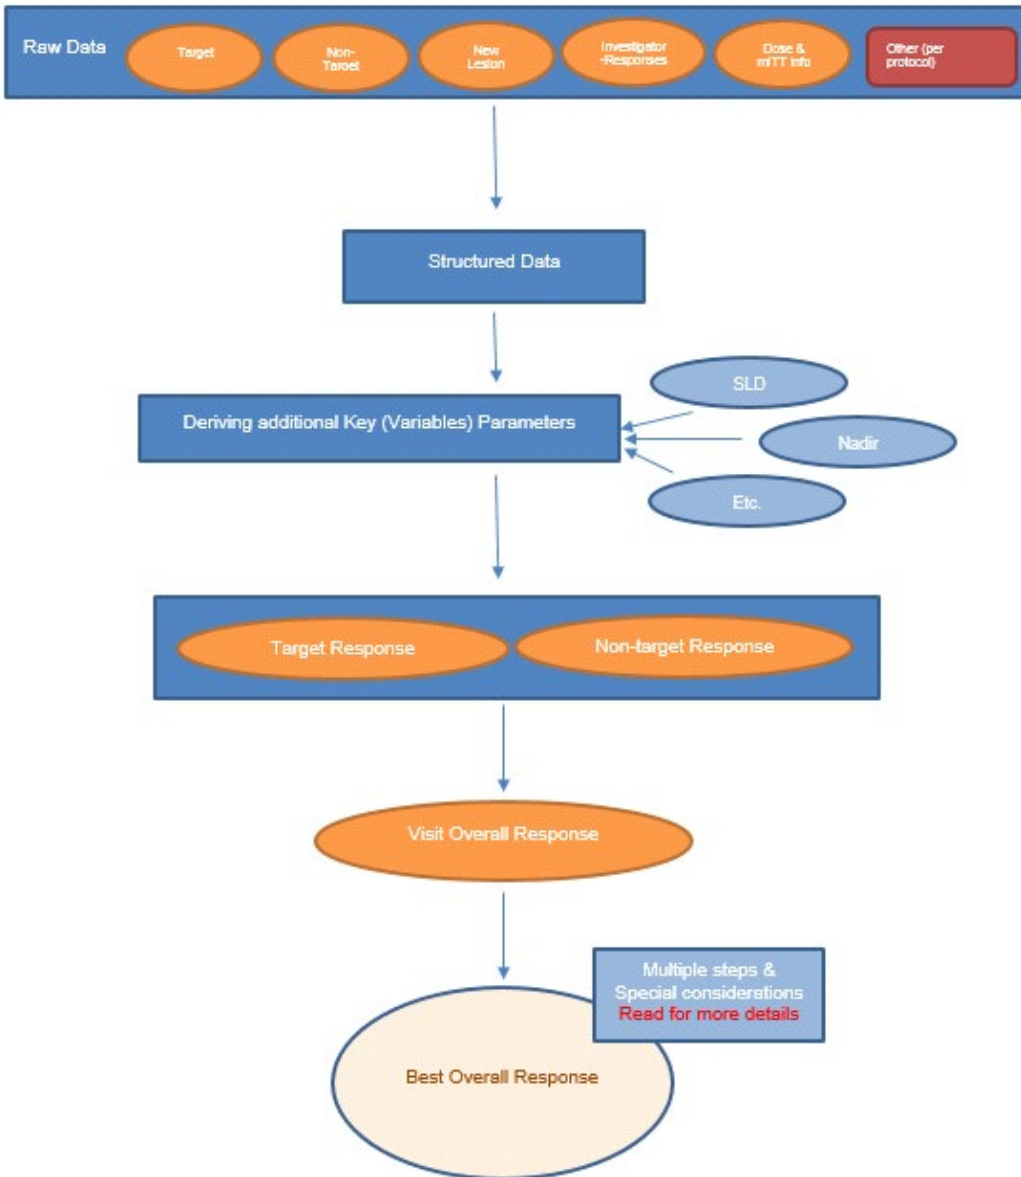 Raw Data
Target
Non-
Target
New
Lesion
Investigator
-Responses
Dose &
mITT info
Other (per
protocol)
Structured Data
Deriving additional Key (Variables) Parameters
SLD
Nadir
Etc.
Target Response
Non-target Response
Visit Overall Response
Multiple steps &
Special considerations
Read for more details
Best Overall Response